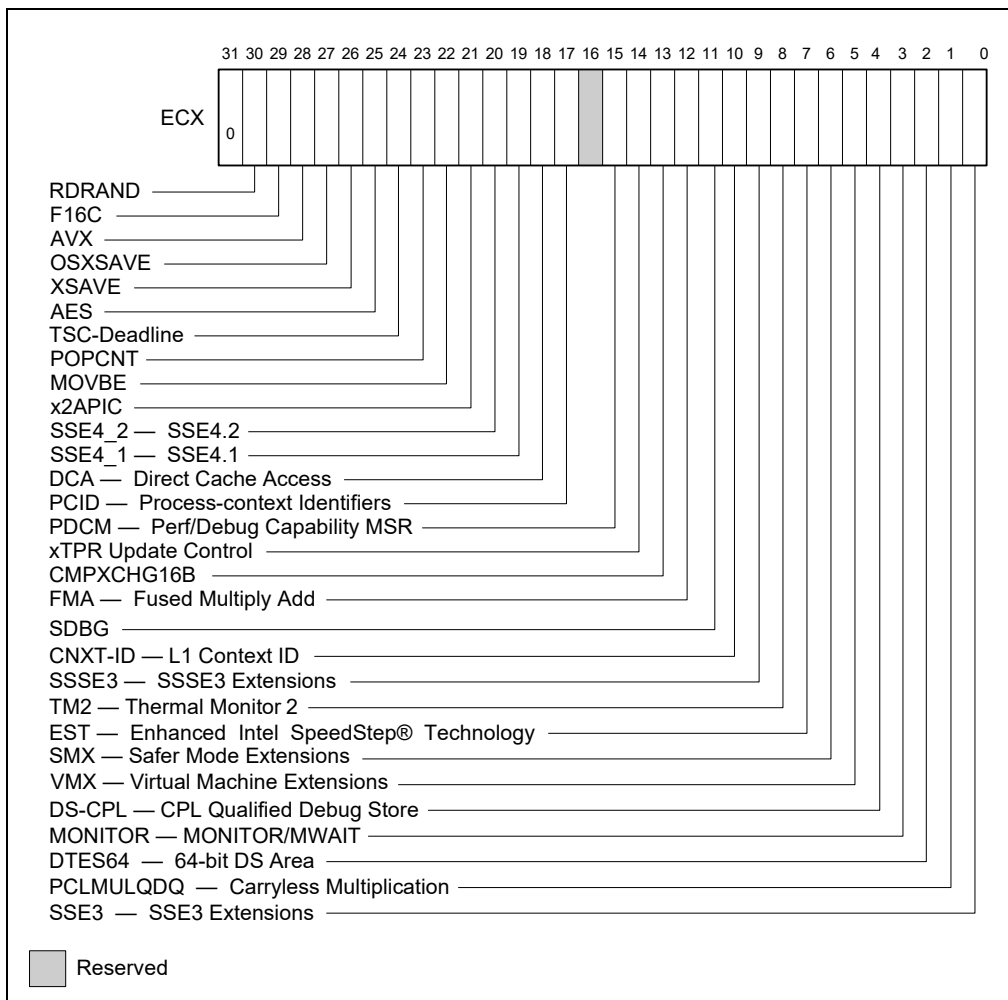 31 30 29 28 27 26 25 24 23 22 21 20 19 18 17 16 15 14 13 12 11 10 9 8 7 6 5 4 3 2 1 0
ECX
0
RDRAND
F16C
AVX
OSXSAVE
XSAVE
AES
TSC-Deadline
POPCNT
MOVBE
x2APIC
SSE4_2 — SSE4.2
SSE4_1 — SSE4.1
DCA — Direct Cache Access
PCID — Process-context Identifiers
PDCM — Perf/Debug Capability MSR
xTPR Update Control
CMPXCHG16B
FMA — Fused Multiply Add
SDBG
CNXT-ID — L1 Context ID
SSSE3 — SSSE3 Extensions
TM2 — Thermal Monitor 2
EST — Enhanced Intel SpeedStep® Technology
SMX — Safer Mode Extensions
VMX — Virtual Machine Extensions
DS-CPL — CPL Qualified Debug Store
MONITOR — MONITOR/MWAIT
DTES64 — 64-bit DS Area
PCLMULQDQ — Carryless Multiplication
SSE3 — SSE3 Extensions
Reserved